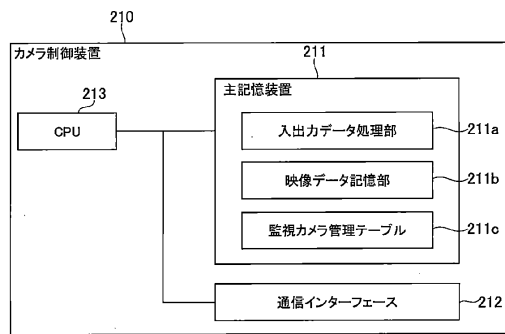 210
カメラ制御装置
213
CPU
211
主記憶装置
入出力データ処理部
211a
映像データ記憶部
211b
監視カメラ管理テーブル
211c
通信インターフェース
212